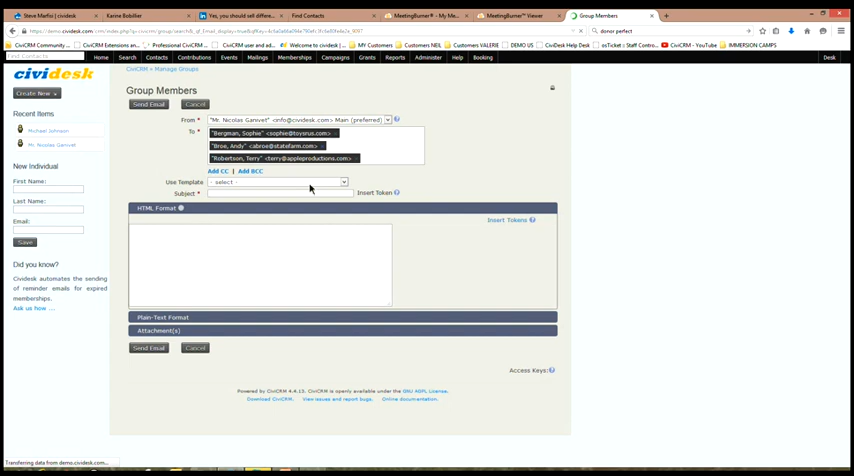 Steve Marfisi | cividesk
Karine Bobillier
Yes, you should sell differe...
Find Contacts
MeetingBurner® - My Me...
MeetingBurner™ Viewer
Group Members
donor perfect
Most Visited
Getting Started
CiviCRM Extensions an...
Professional CiviCRM ...
CiviCRM user and ad...
Welcome to cividesk |...
MY Customers
Customers NEIL
Customers VALERIE
DEMO US
osTicket :: Staff Contro...
CiviCRM - YouTube
IMMERSION CAMPS
Find Contacts
Home Search Contacts Contributions Events Mailings Memberships Campaigns Grants Reports Administer Help Booking Desk
cividesk
CiviCRM » Manage Groups
Group Members
Create New
Send Email Cancel
From * "Mr. Nicolas Ganivet" <info@cividesk.com> Main (preferred)
Recent Items
To * "Bergman, Sophie" <sophie@toysrus.com>
Michael Johnson
"Broe, Andy" <abroe@statefarm.com>
Mr. Nicolas Ganivet
"Robertson, Terry" <terry@appleproductions.com>
Add CC | Add BCC
New Individual
Use Template - select -
First Name:
Subject * Insert Token
Last Name:
HTML Format
Insert Tokens
Email:
Save
Did you know?
Cividesk automates the sending
of reminder emails for expired
memberships.
Ask us how ...
Plain-Text Format
Attachment(s)
Send Email Cancel
Access Keys:
Powered by CiviCRM 4.4.13. CiviCRM is openly available under the GNU AGPL License.
Download CiviCRM. View issues and report bugs. Online documentation.
Transferring data from demo.cividesk.com...